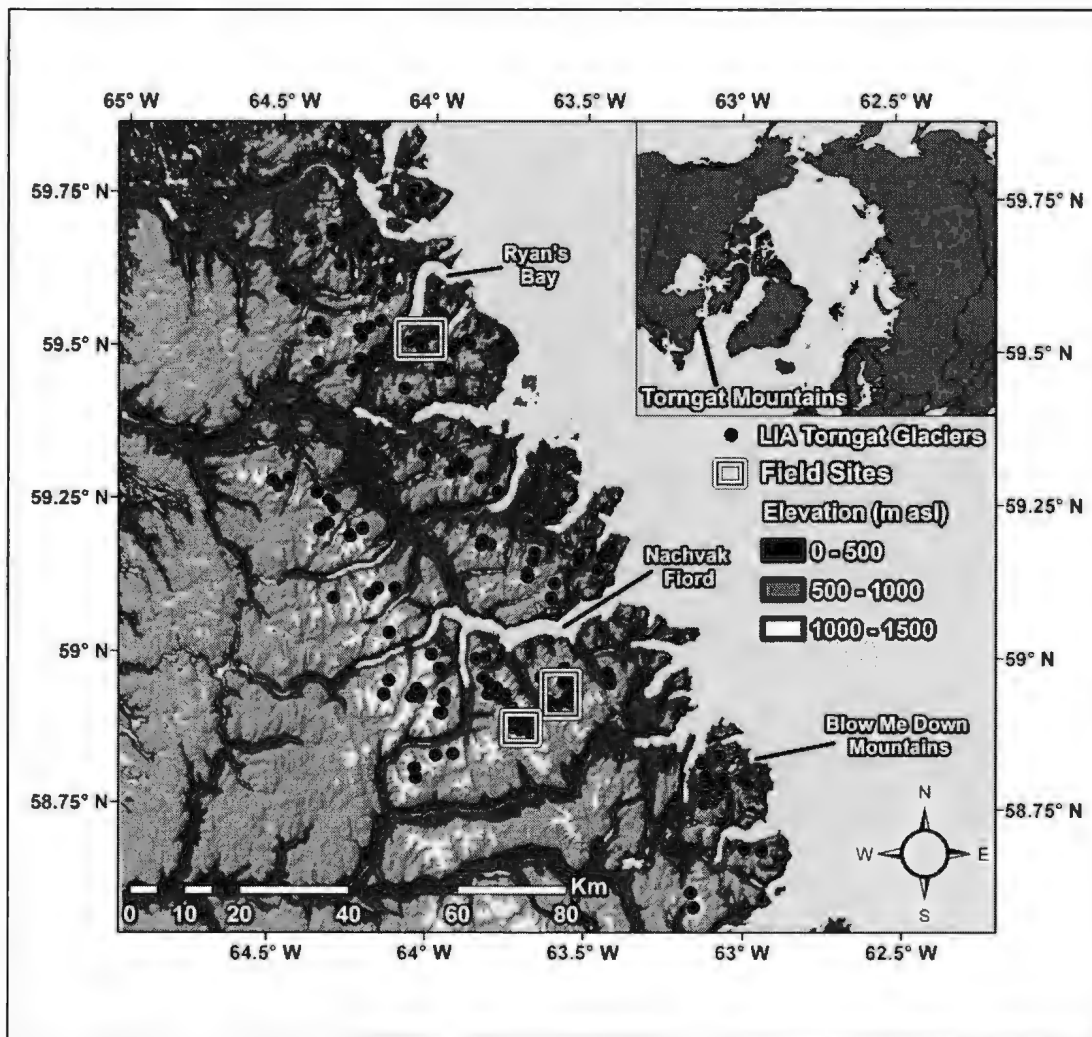 65° W
64.5° W
64° W
63.5° W
63° W
62.5° W
59.75° N
59.75° N
Ryan's
Bay
59.5° N
59.5° N
Torngat Mountains
LIA Torngat Glaciers
Field Sites
59.25° N
59.25° N
Elevation (m asl)
0 - 500
Nachvak
Fiord
500 - 1000
1000 - 1500
59° N
59° N
Blow Me Down
Mountains
58.75° N
58.75° N
N
W
E
S
Km
0
10
20
40
60
80
64.5° W
64° W
63.5° W
63° W
62.5° W